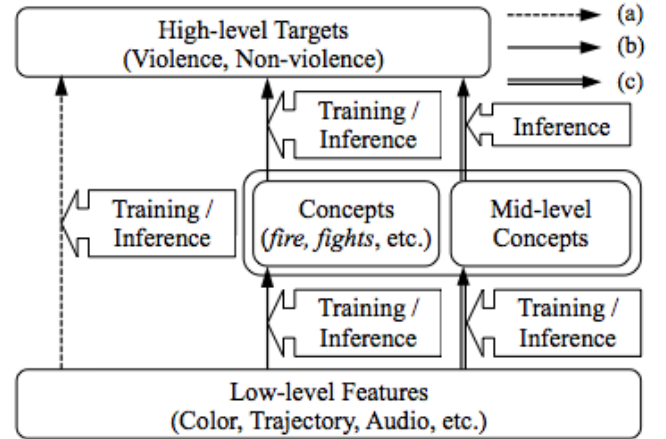 High-level Targets
(Violence, Non-violence)
(a)
(b)
(c)
Training /
Inference
Inference
Training /
Inference
Concepts
(fire, fights, etc.)
Mid-level
Concepts
Training /
Inference
Training /
Inference
Low-level Features
(Color, Trajectory, Audio, etc.)